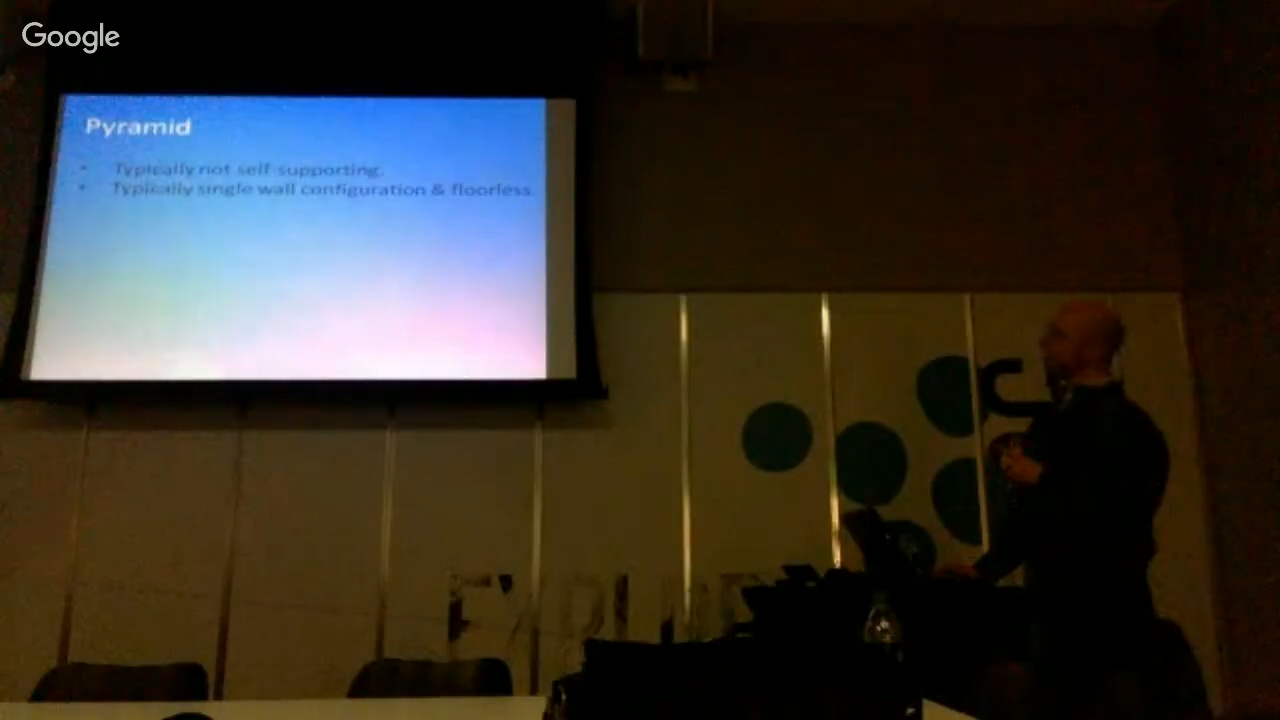 Google
Pyramid
• Typically not self-supporting.
• Typically single wall configuration & floorless.